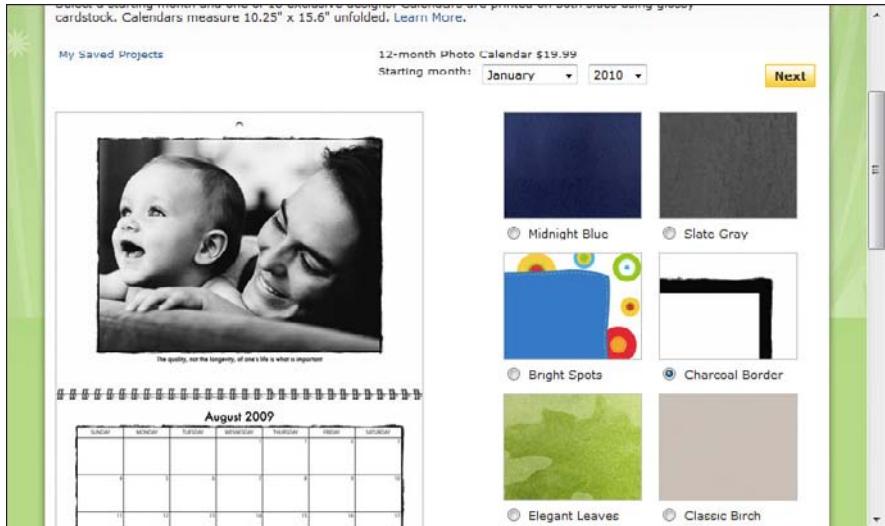 cardstock. Calendars measure 10.25" x 15.6" unfolded. Learn More.
My Saved Projects
12-month Photo Calendar $19.99
Starting month: January 2010
Next
Midnight Blue
Slate Gray
The quality, not the longevity, of one's life is what is important
Bright Spots
Charcoal Border
August 2009
SUNDAY MONDAY TUESDAY WEDNESDAY THURSDAY FRIDAY SATURDAY
Elegant Leaves
Classic Birch